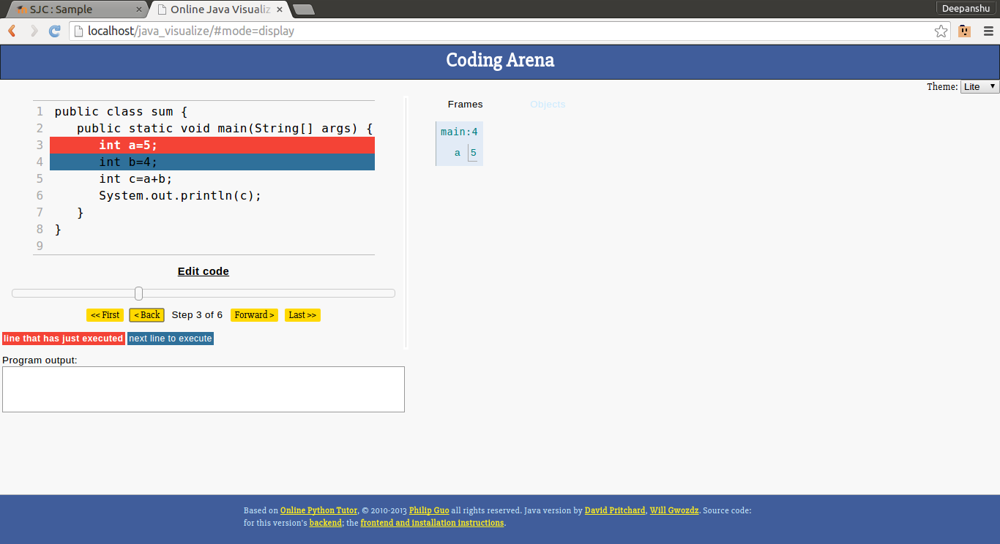 SJC: Sample
Online Java Visualiz
Deepanshu
localhost/java_visualize/#mode=display
Coding Arena
Theme: Lite
1 public class sum {
2 public static void main(String[] args) {
3 int a=5;
4 int b=4;
5 int c=a+b;
6 System.out.println(c);
7 }
8 }
9
Edit code
<< First < Back Step 3 of 6 Forward > Last >>
line that has just executed next line to execute
Program output:
Frames Objects
main:4
a 5
Based on Online Python Tutor, © 2010-2013 Philip Guo all rights reserved. Java version by David Pritchard, Will Gwozdz. Source code:
for this version's backend; the frontend and installation instructions.